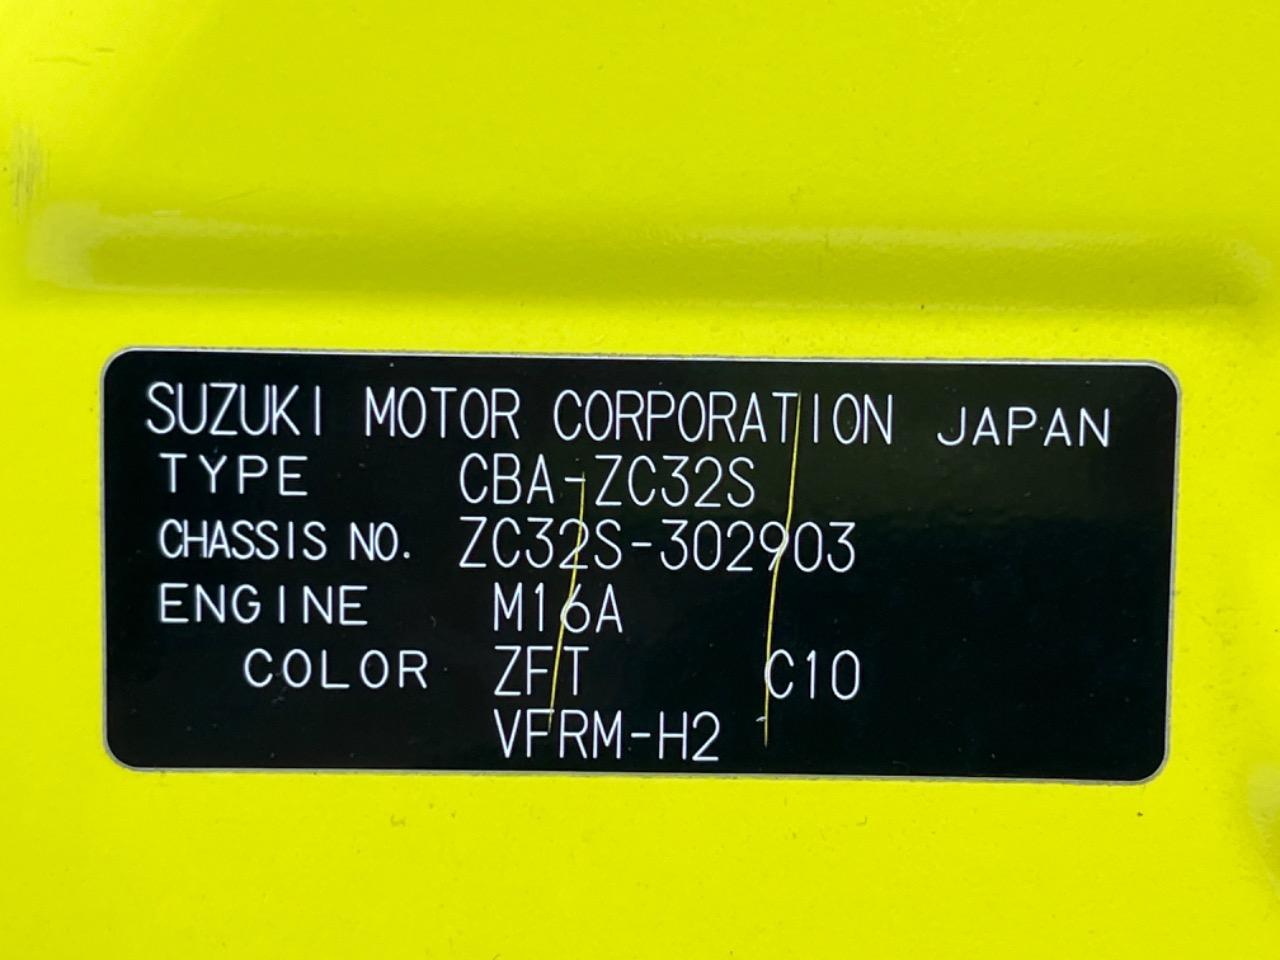 SUZUKI MOTOR CORPORATION JAPAN
TYPE CBA-ZC32S
CHASSIS NO. ZC32S-302903
ENGINE M16A
COLOR ZFT C10
VFRM-H2